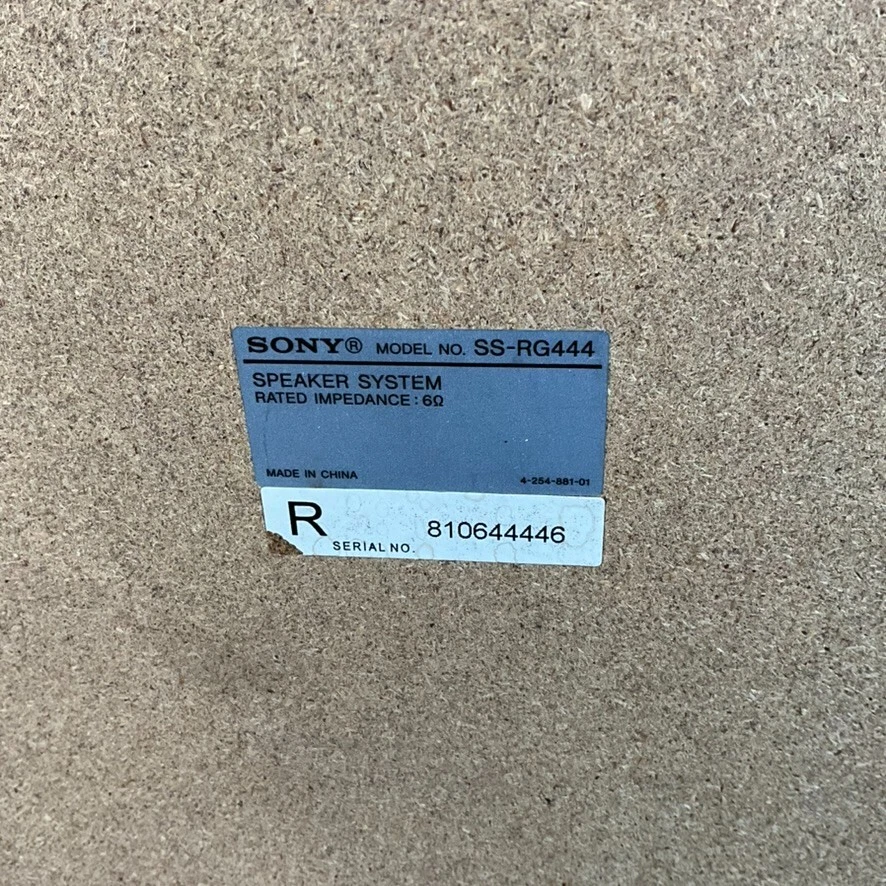 SONY® MODEL NO. SS-RG444
SPEAKER SYSTEM
RATED IMPEDANCE : 6Ω
MADE IN CHINA 4-254-881-01
R 810644446
SERIAL NO.